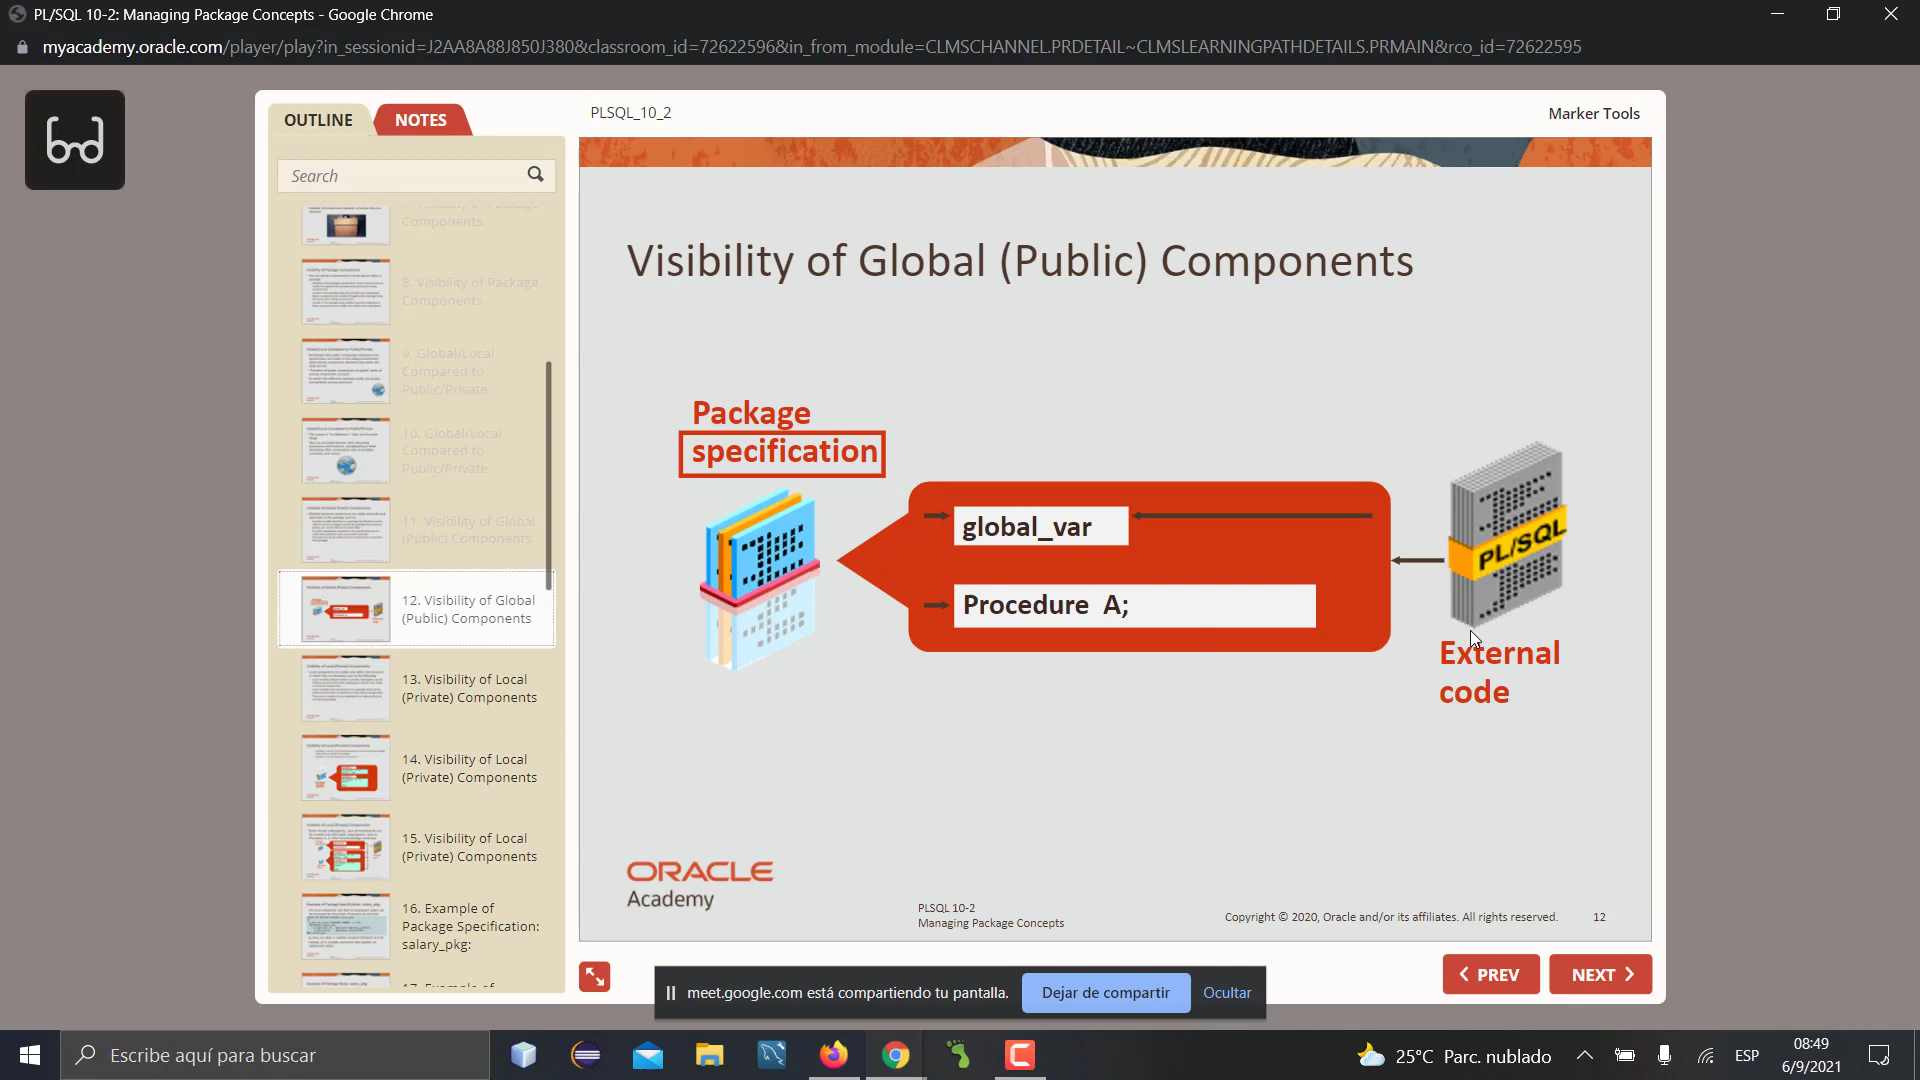 PL/SQL 10-2: Managing Package Concepts - Google Chrome
myacademy.oracle.com/player/play?in_sessionid=J2AA8A88J850J380&classroom_id=72622596&in_from_module=CLMSCHANNEL.PRDETAIL~CLMSLEARNINGPATHDETAILS.PRMAIN&rco_id=72622595
OUTLINE
NOTES
PLSQL_10_2
Marker Tools
Search
Components
8. Visibility of Package
Components
9. Global/Local
Compared to
Public/Private
10. Global/Local
Compared to
Public/Private
11. Visibility of Global
(Public) Components
12. Visibility of Global
(Public) Components
13. Visibility of Local
(Private) Components
14. Visibility of Local
(Private) Components
15. Visibility of Local
(Private) Components
16. Example of
Package Specification:
salary_pkg:
Visibility of Global (Public) Components
Package
specification
global_var
Procedure A;
PL/SQL
External
code
ORACLE
Academy
PLSQL 10-2
Managing Package Concepts
Copyright © 2020, Oracle and/or its affiliates. All rights reserved.
12
PREV
NEXT
meet.google.com está compartiendo tu pantalla.
Dejar de compartir
Ocultar
Escribe aquí para buscar
25°C Parc. nublado
ESP
08:49
6/9/2021